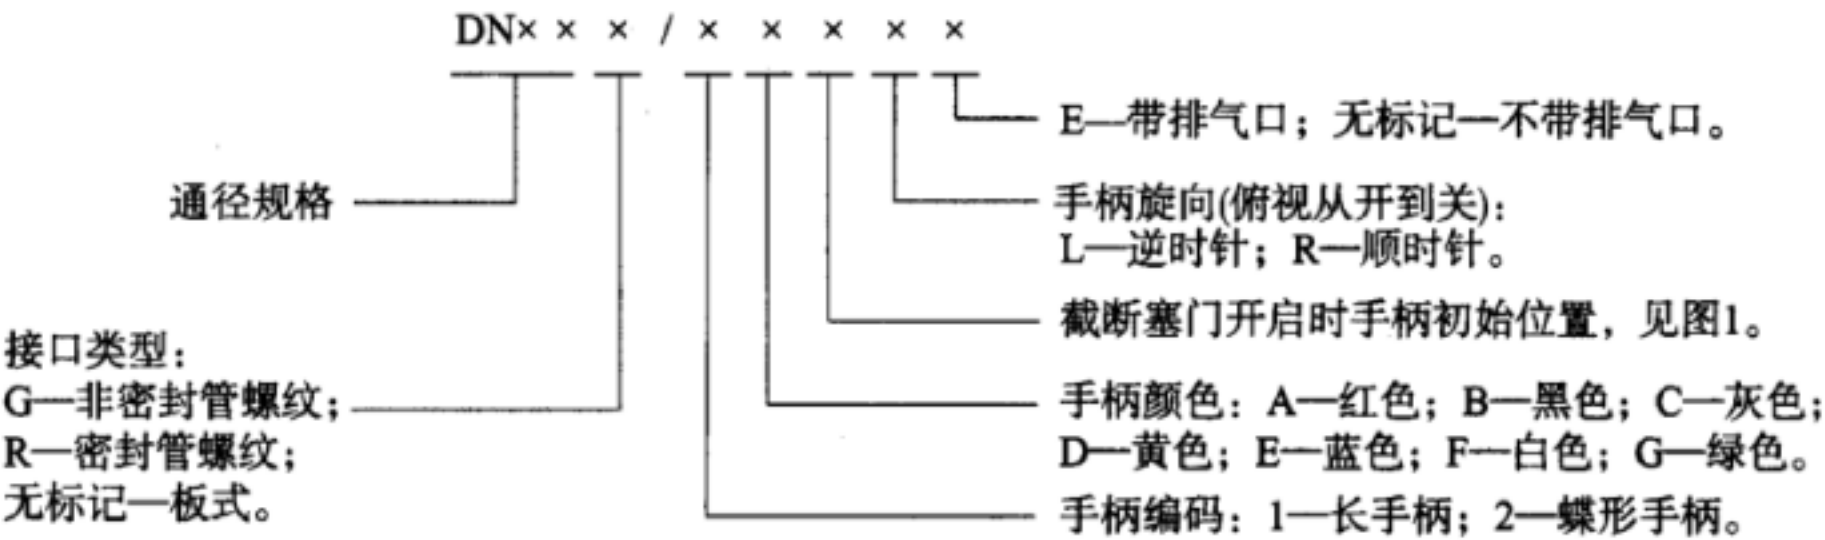 DN×× × / × × × × ×
E—带排气口；无标记—不带排气口。
通径规格
手柄旋向(俯视从开到关)：
L—逆时针；R—顺时针。
截断塞门开启时手柄初始位置，见图1。
接口类型：
G—非密封管螺纹；
R—密封管螺纹；
无标记—板式。
手柄颜色：A—红色；B—黑色；C—灰色；
D—黄色；E—蓝色；F—白色；G—绿色。
手柄编码：1—长手柄；2—蝶形手柄。